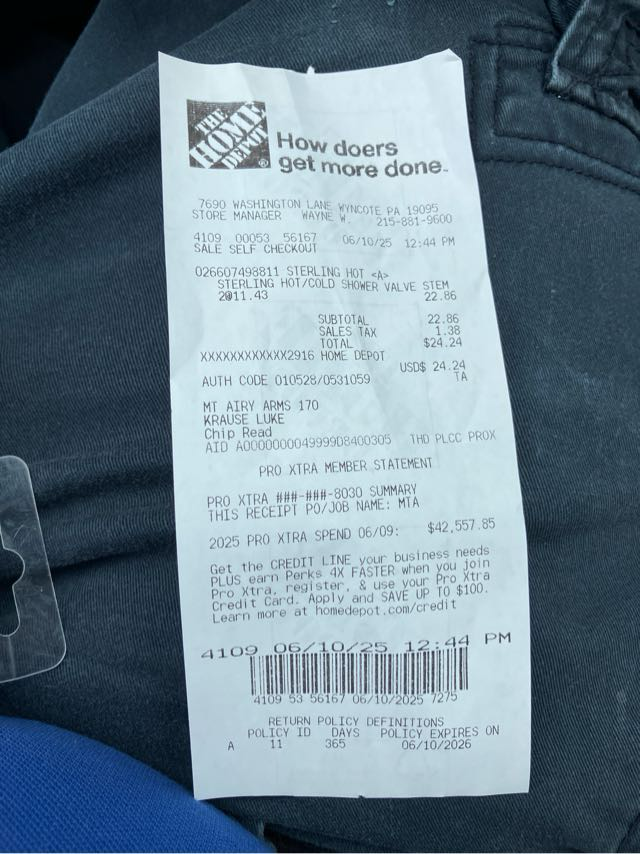 THE
HOME
DEPOT®
How doers
get more done™
7690 WASHINGTON LANE WYNCOTE PA 19095
STORE MANAGER WAYNE W. 215-881-9600
4109 00053 56167 06/10/25 12:44 PM
SALE SELF CHECKOUT
026607498811 STERLING HOT <A>
STERLING HOT/COLD SHOWER VALVE STEM
2@11.43 22.86
SUBTOTAL 22.86
SALES TAX 1.38
TOTAL $24.24
XXXXXXXXXXXX2916 HOME DEPOT
USD$ 24.24
AUTH CODE 010528/0531059 TA
MT AIRY ARMS 170
KRAUSE LUKE
Chip Read
AID A0000000049999D8400305 THD PLCC PROX
PRO XTRA MEMBER STATEMENT
PRO XTRA ###-###-8030 SUMMARY
THIS RECEIPT PO/JOB NAME: MTA
2025 PRO XTRA SPEND 06/09: $42,557.85
Get the CREDIT LINE your business needs
PLUS earn Perks 4X FASTER when you join
Pro Xtra, register, & use your Pro Xtra
Credit Card. Apply and SAVE UP TO $100.
Learn more at homedepot.com/credit
4109 06/10/25 12:44 PM
4109 53 56167 06/10/2025 7275
RETURN POLICY DEFINITIONS
POLICY ID DAYS POLICY EXPIRES ON
A 11 365 06/10/2026